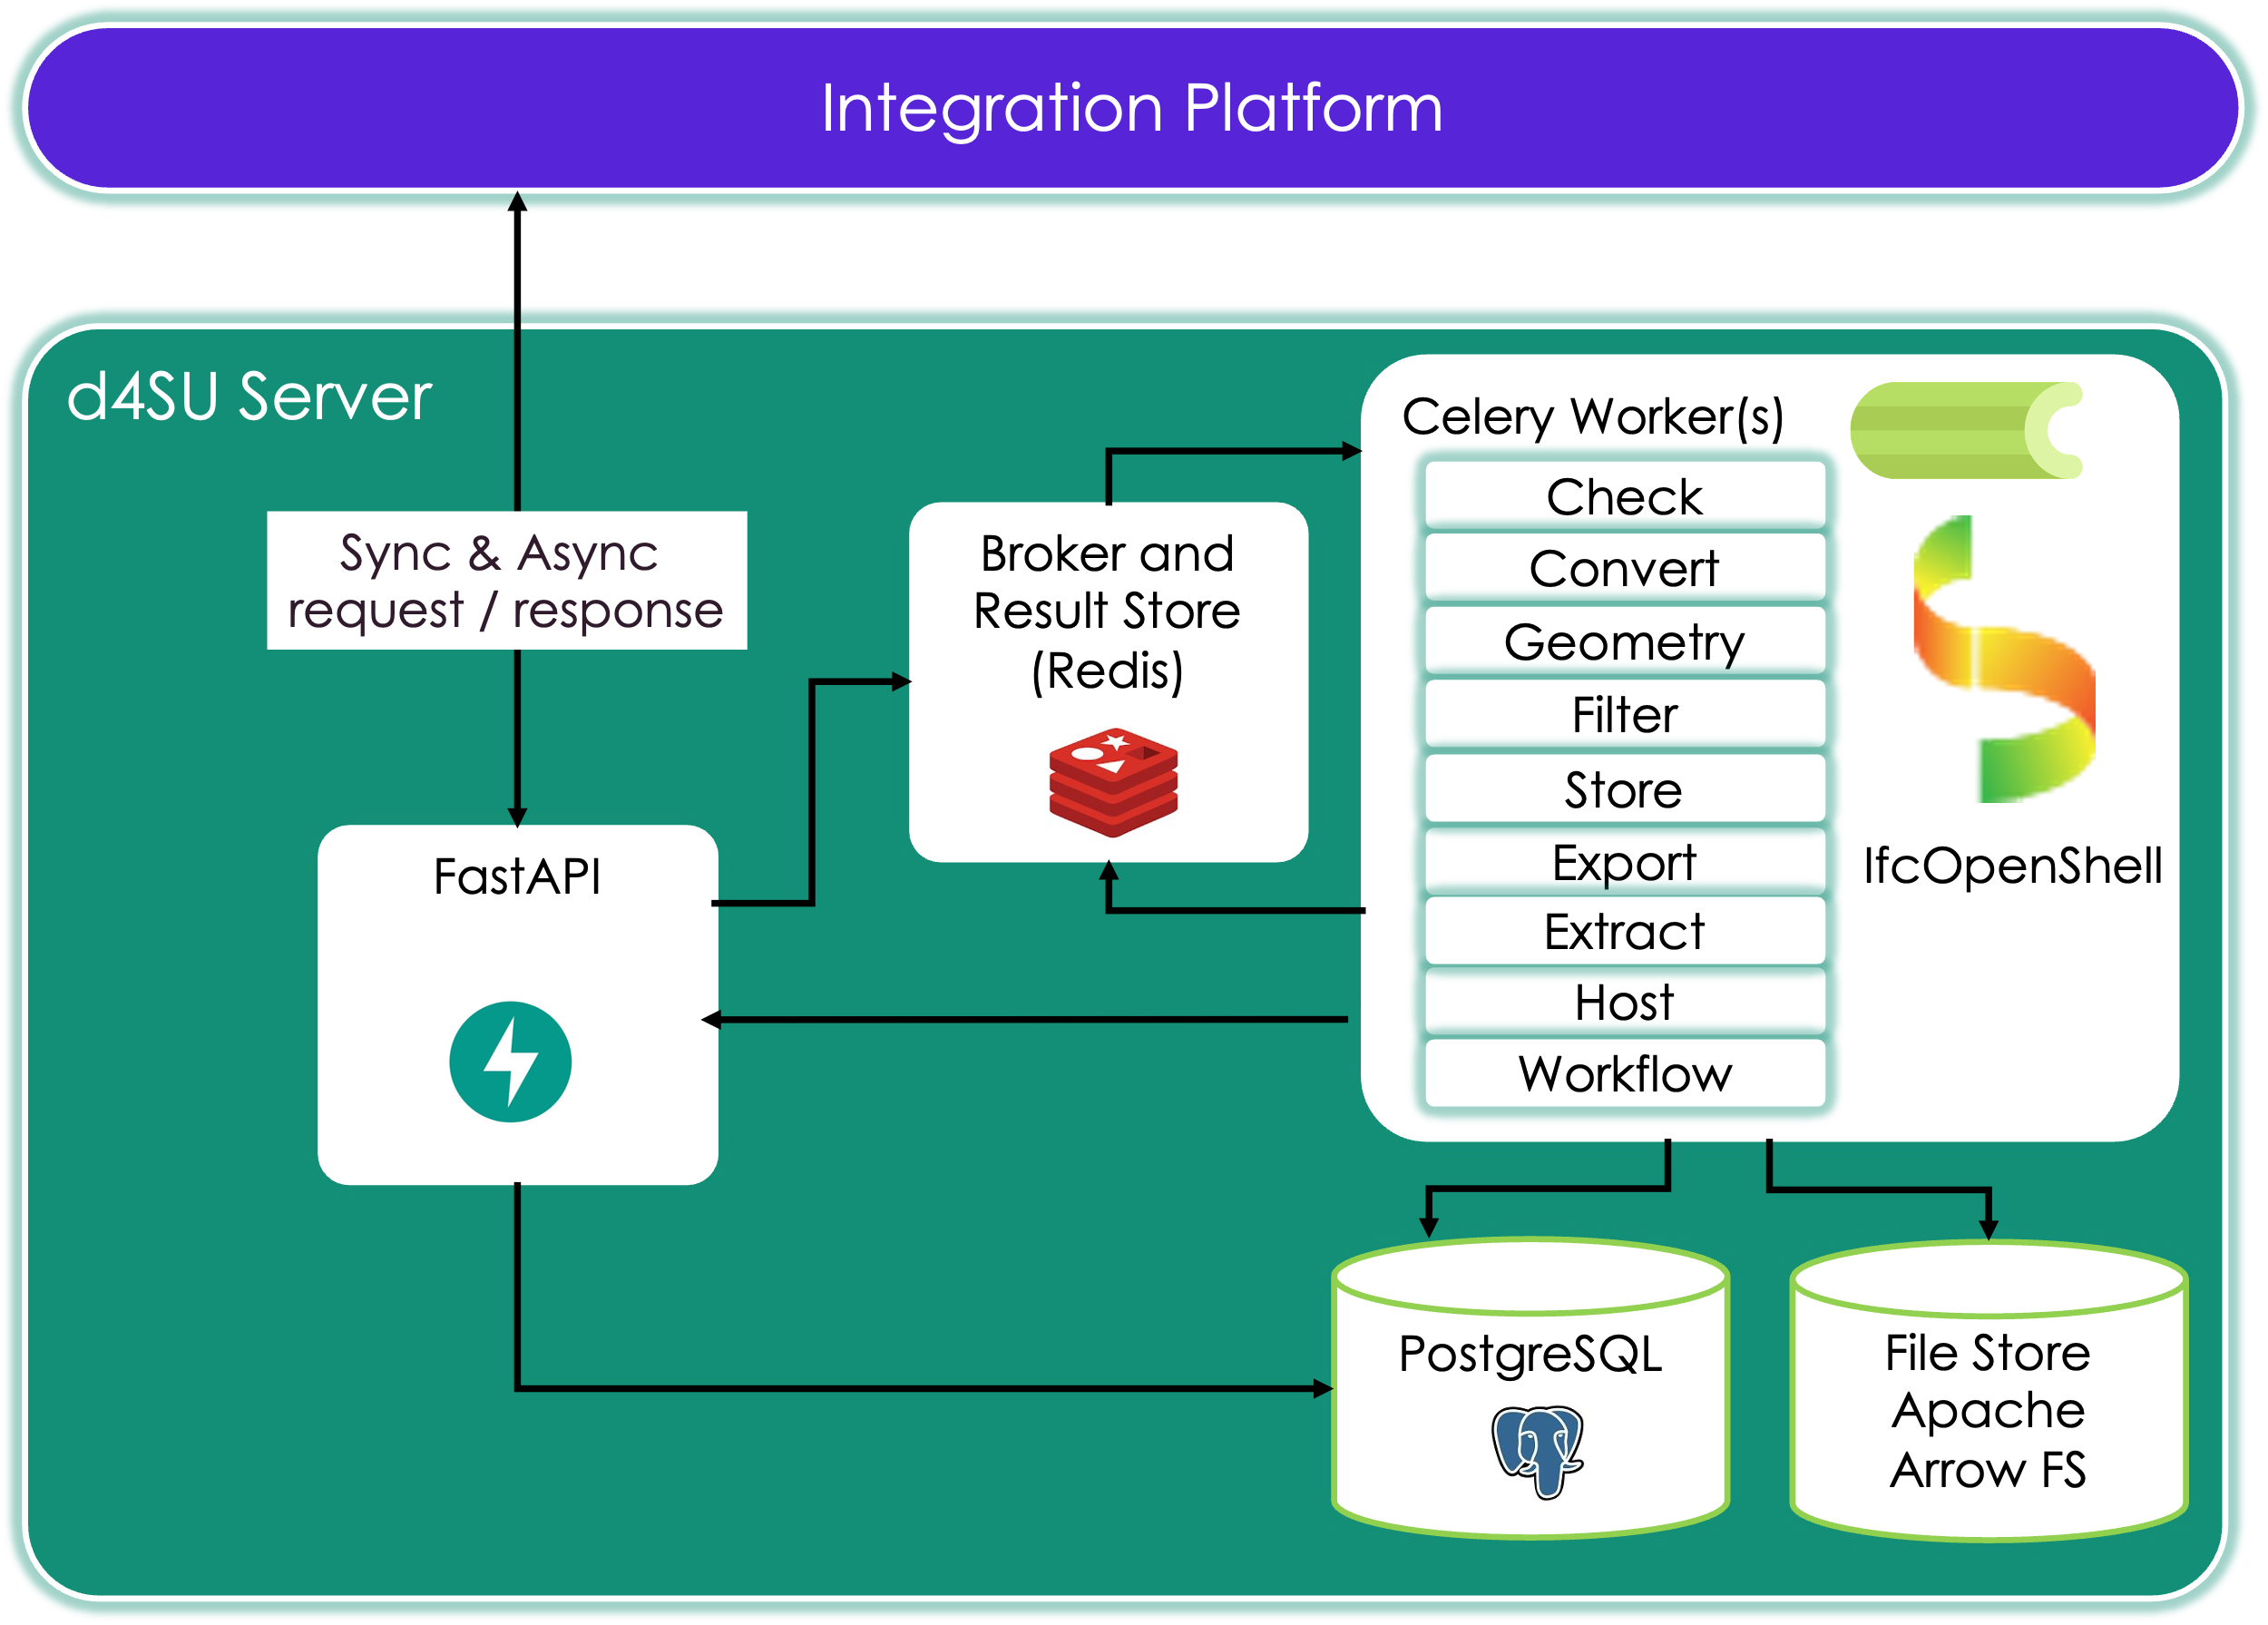 Integration Platform
d4SU Server
Sync & Async
request / response
FastAPI
Broker and
Result Store
(Redis)
Celery Worker(s)
Check
Convert
Geometry
Filter
Store
Export
Extract
Host
Workflow
IfcOpenShell
PostgreSQL
File Store
Apache
Arrow FS